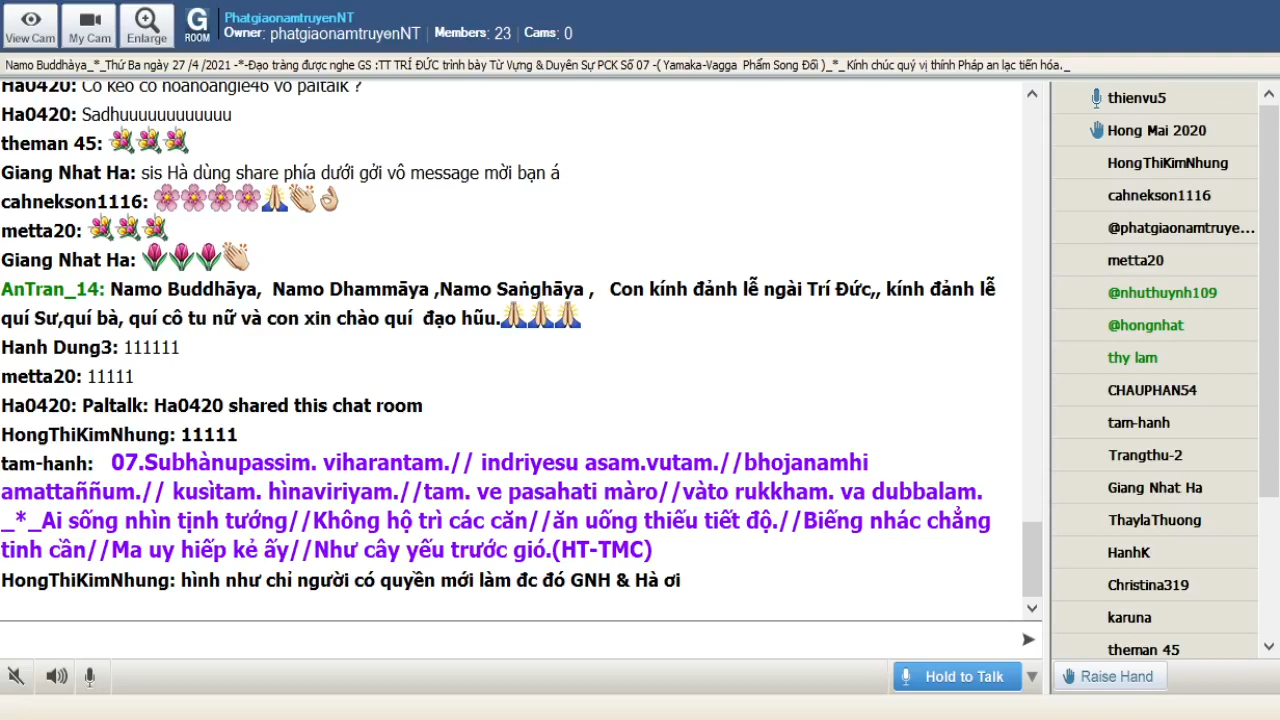 View Cam
My Cam
Enlarge
G
ROOM
PhatgiaonamtruyenNT
Owner: phatgiaonamtruyenNT | Members: 23 | Cams: 0
Namo Buddhàya_*_Thứ Ba ngày 27 /4 /2021 -*-Đạo tràng được nghe GS :TT TRÍ ĐỨC trình bày Từ Vựng & Duyên Sự PCK Số 07 -( Yamaka-Vagga Phẩm Song Đối )_*_ Kính chúc quý vị thính Pháp an lạc tiến hóa._
Ha0420: Co keo co hoahoangle46 vo paltalk ?
Ha0420: Sadhuuuuuuuuuuuu
theman 45:
Giang Nhat Ha: sis Hà dùng share phía dưới gởi vô message mời bạn á
cahnekson1116:
metta20:
Giang Nhat Ha:
AnTran_14: Namo Buddhāya, Namo Dhammāya ,Namo Saṅghāya , Con kính đảnh lễ ngài Trí Đức,, kính đảnh lễ
quí Sư,quí bà, quí cô tu nữ và con xin chào quí đạo hữu.
Hanh Dung3: 111111
metta20: 11111
Ha0420: Paltalk: Ha0420 shared this chat room
HongThiKimNhung: 11111
tam-hanh: 07.Subhànupassim. viharantam.// indriyesu asam.vutam.//bhojanamhi
amattaññum.// kusìtam. hìnaviriyam.//tam. ve pasahati màro//vàto rukkham. va dubbalam.
_*_Ai sống nhìn tịnh tướng//Không hộ trì các căn//ăn uống thiếu tiết độ.//Biếng nhác chẳng
tinh cần//Ma uy hiếp kẻ ấy//Như cây yếu trước gió.(HT-TMC)
HongThiKimNhung: hình như chỉ người có quyền mới làm đc đó GNH & Hà ơi
Hold to Talk
thienvu5
Hong Mai 2020
HongThiKimNhung
cahnekson1116
@phatgiaonamtruye...
metta20
@nhuthuynh109
@hongnhat
thy lam
CHAUPHAN54
tam-hanh
Trangthu-2
Giang Nhat Ha
ThaylaThuong
HanhK
Christina319
karuna
theman 45
Raise Hand